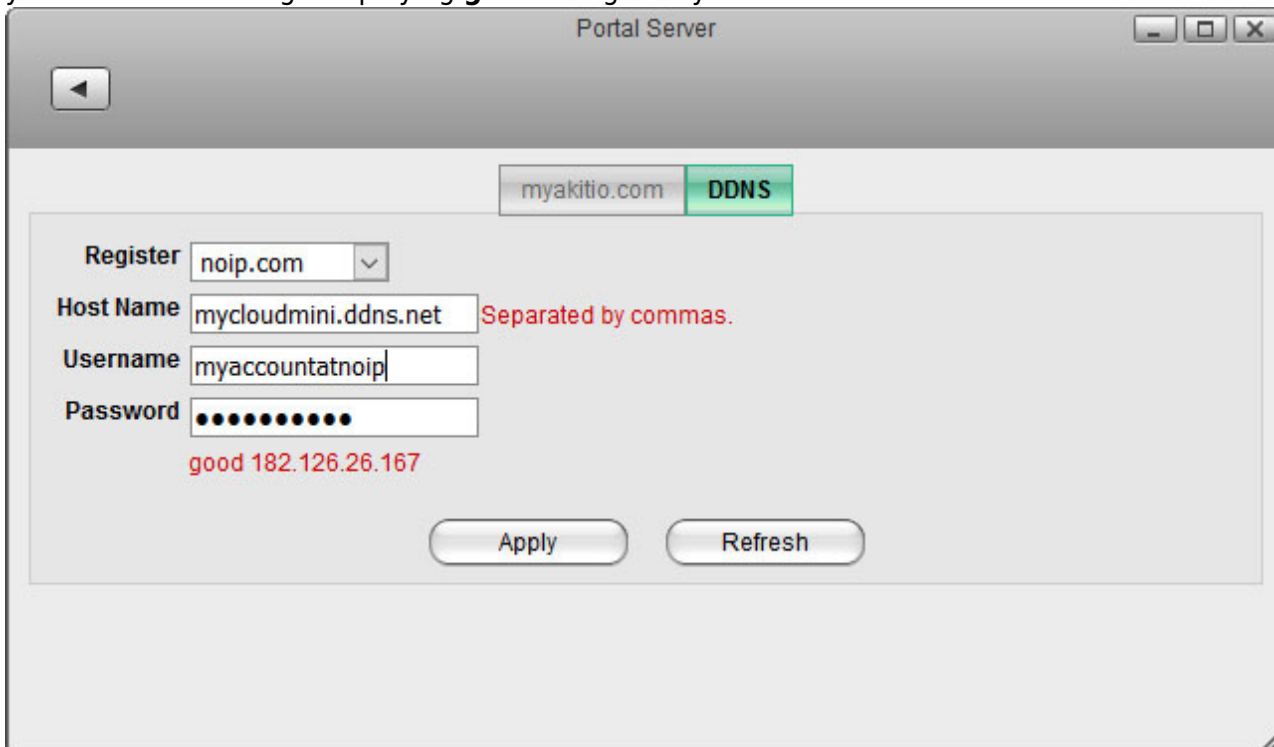 Portal Server
myakitio.com DDNS
Register noip.com
Host Name mycloudmini.ddns.net Separated by commas.
Username myaccountatnoip
Password ●●●●●●●●●●
good 182.126.26.167
Apply Refresh